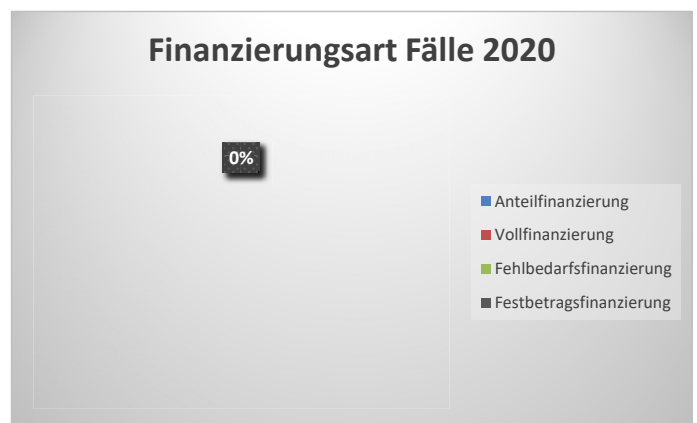 Finanzierungsart Fälle 2020
0%
Anteilfinanzierung
Vollfinanzierung
Fehlbedarfsfinanzierung
Festbetragsfinanzierung